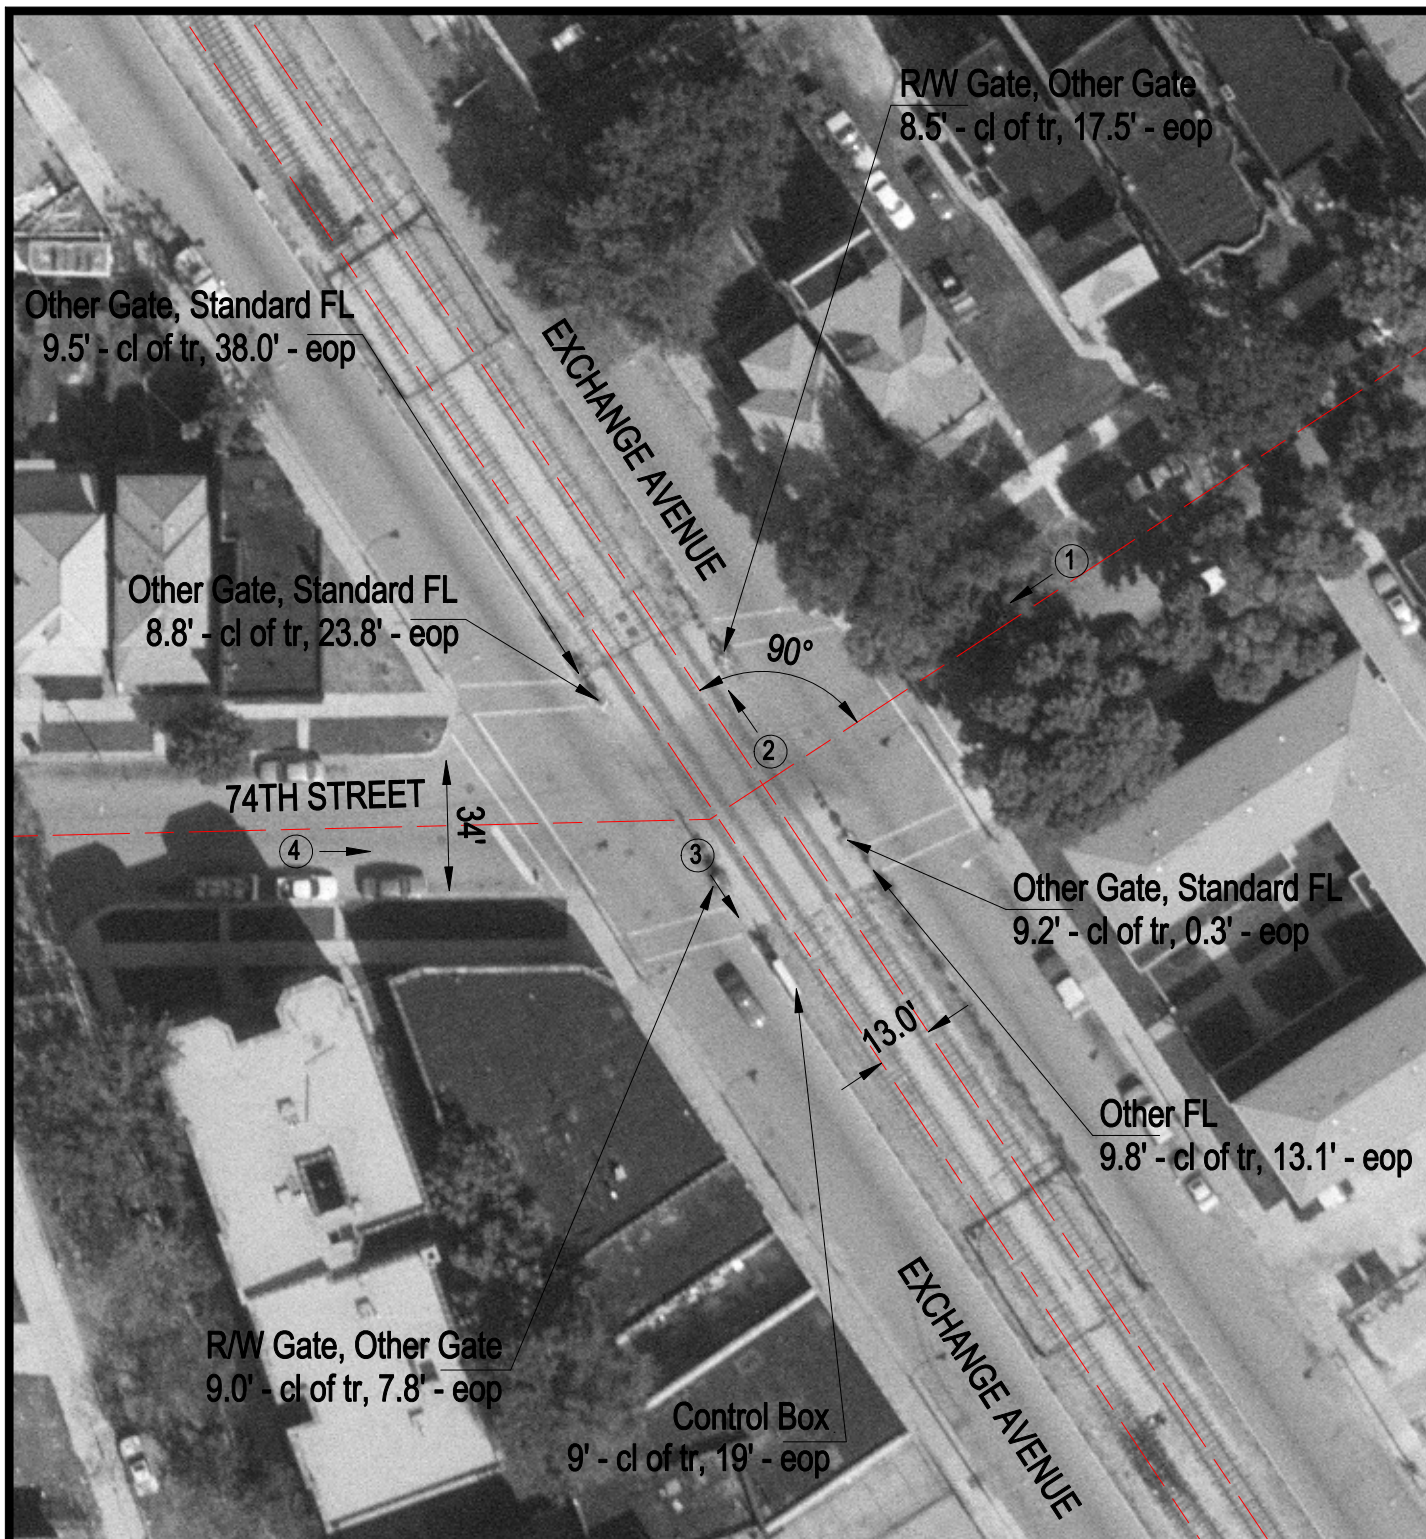 R/W Gate, Other Gate
8.5' - cl of tr, 17.5' - eop
Other Gate, Standard FL
9.5' - cl of tr, 38.0' - eop
EXCHANGE AVENUE
1
Other Gate, Standard FL
8.8' - cl of tr, 23.8' - eop
90°
2
74TH STREET
34'
4
3
Other Gate, Standard FL
9.2' - cl of tr, 0.3' - eop
13.0'
Other FL
9.8' - cl of tr, 13.1' - eop
EXCHANGE AVENUE
R/W Gate, Other Gate
9.0' - cl of tr, 7.8' - eop
Control Box
9' - cl of tr, 19' - eop